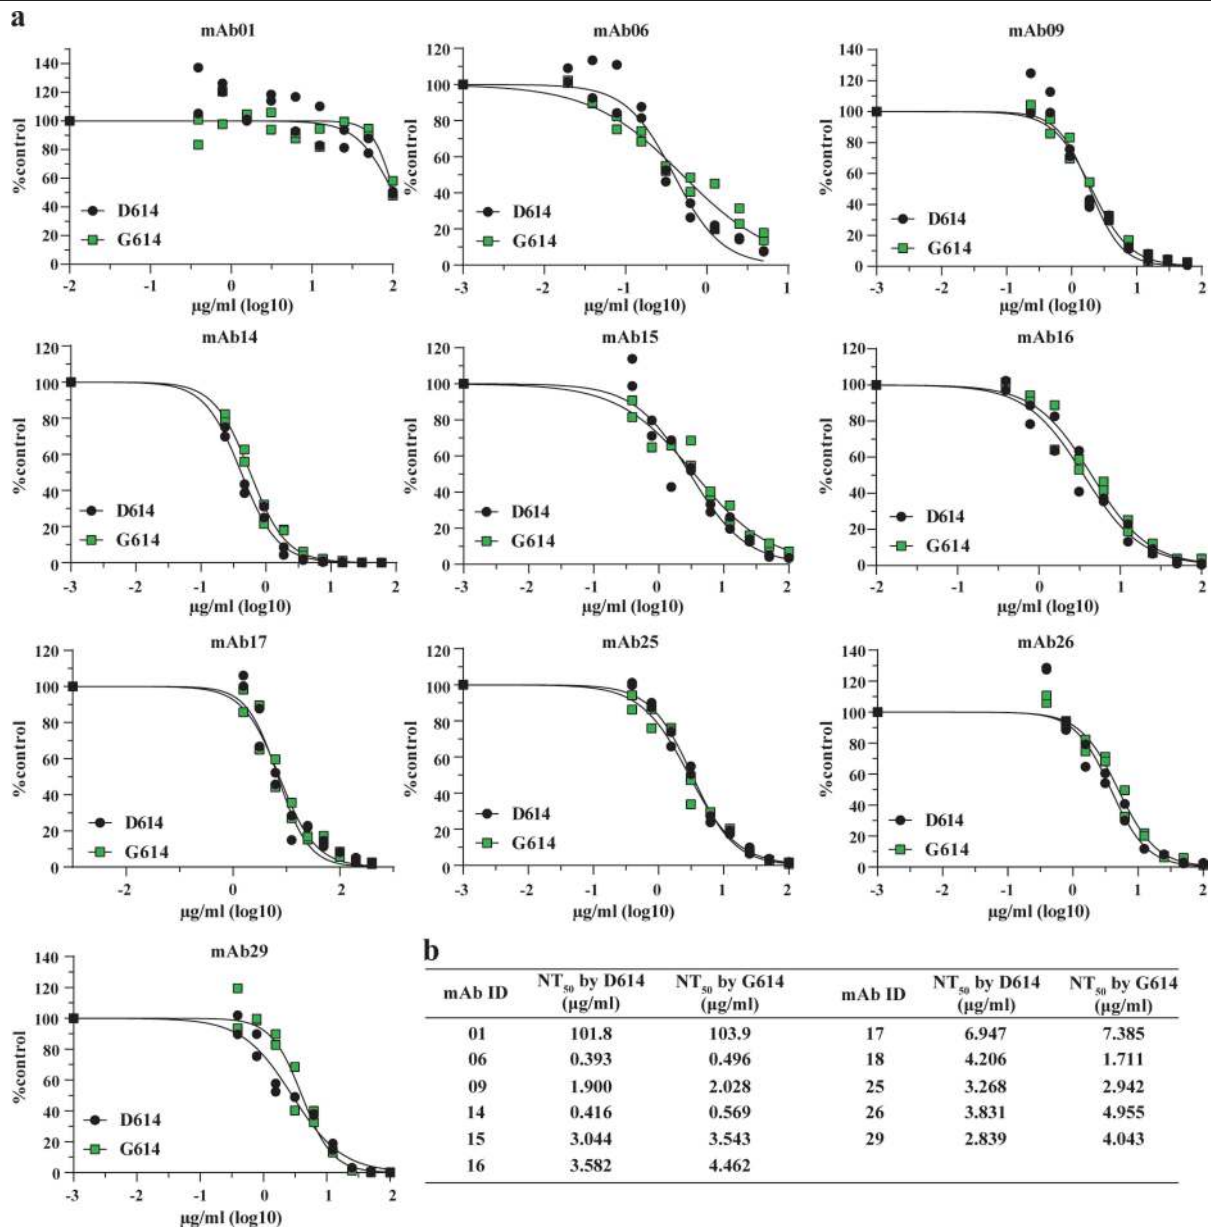 a
mAb01
140
120
100
80
60
40
20
0
%control
D614
G614
-2
-1
0
1
2
µg/ml (log10)
mAb06
120
100
80
60
40
20
0
%control
D614
G614
-3
-2
-1
0
1
µg/ml (log10)
mAb09
140
120
100
80
60
40
20
0
%control
D614
G614
-3
-2
-1
0
1
2
µg/ml (log10)
mAb14
120
100
80
60
40
20
0
%control
D614
G614
-3
-2
-1
0
1
2
µg/ml (log10)
mAb15
120
100
80
60
40
20
0
%control
D614
G614
-3
-2
-1
0
1
2
µg/ml (log10)
mAb16
120
100
80
60
40
20
0
%control
D614
G614
-2
-1
0
1
2
µg/ml (log10)
mAb17
120
100
80
60
40
20
0
%control
D614
G614
-2
0
2
µg/ml (log10)
mAb25
120
100
80
60
40
20
0
%control
D614
G614
-3
-2
-1
0
1
2
µg/ml (log10)
mAb26
140
120
100
80
60
40
20
0
%control
D614
G614
-3
-2
-1
0
1
2
µg/ml (log10)
mAb29
140
120
100
80
60
40
20
0
%control
D614
G614
-3
-2
-1
0
1
2
µg/ml (log10)
b
mAb ID NT50 by D614 (µg/ml) NT50 by G614 (µg/ml) mAb ID NT50 by D614 (µg/ml) NT50 by G614 (µg/ml)
01 101.8 103.9 17 6.947 7.385
06 0.393 0.496 18 4.206 1.711
09 1.900 2.028 25 3.268 2.942
14 0.416 0.569 26 3.831 4.955
15 3.044 3.543 29 2.839 4.043
16 3.582 4.462